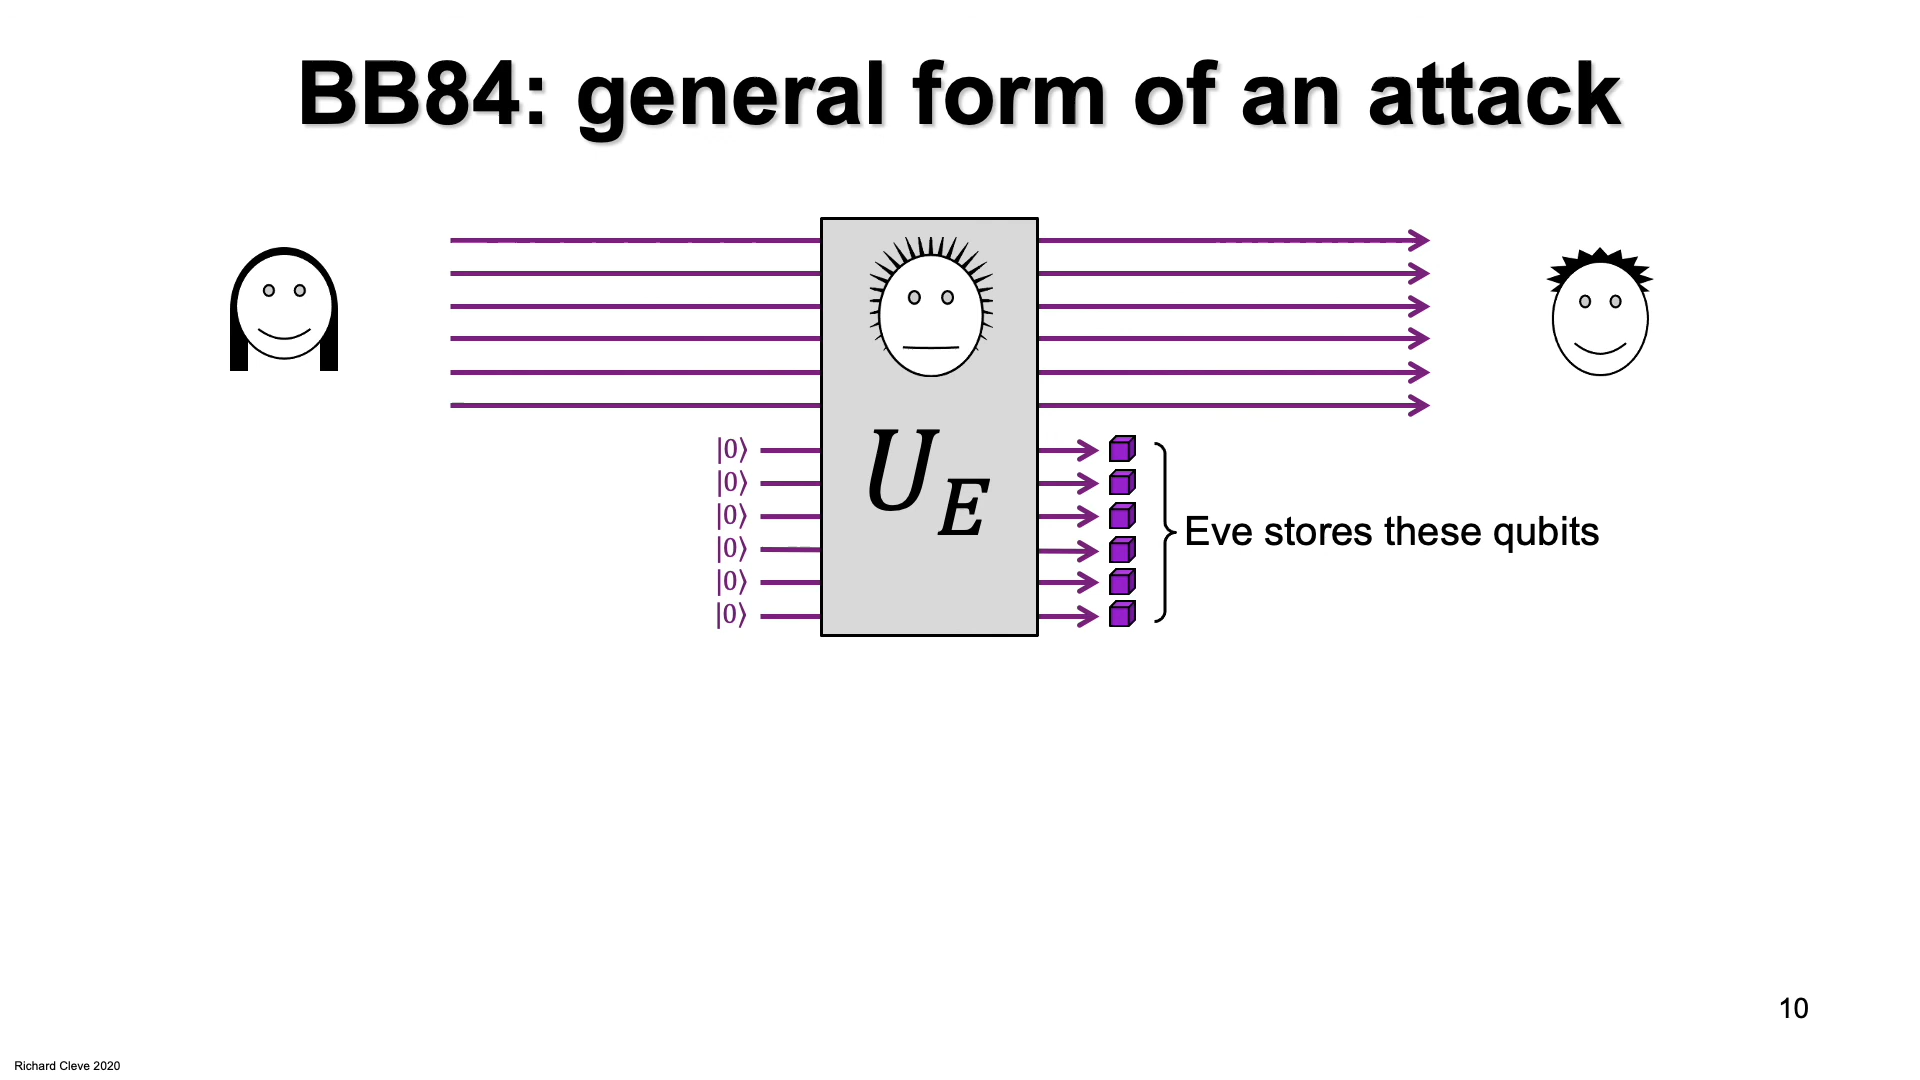 BB84: general form of an attack
|0⟩
|0⟩
|0⟩
|0⟩
|0⟩
|0⟩
U_E
Eve stores these qubits
10
Richard Cleve 2020